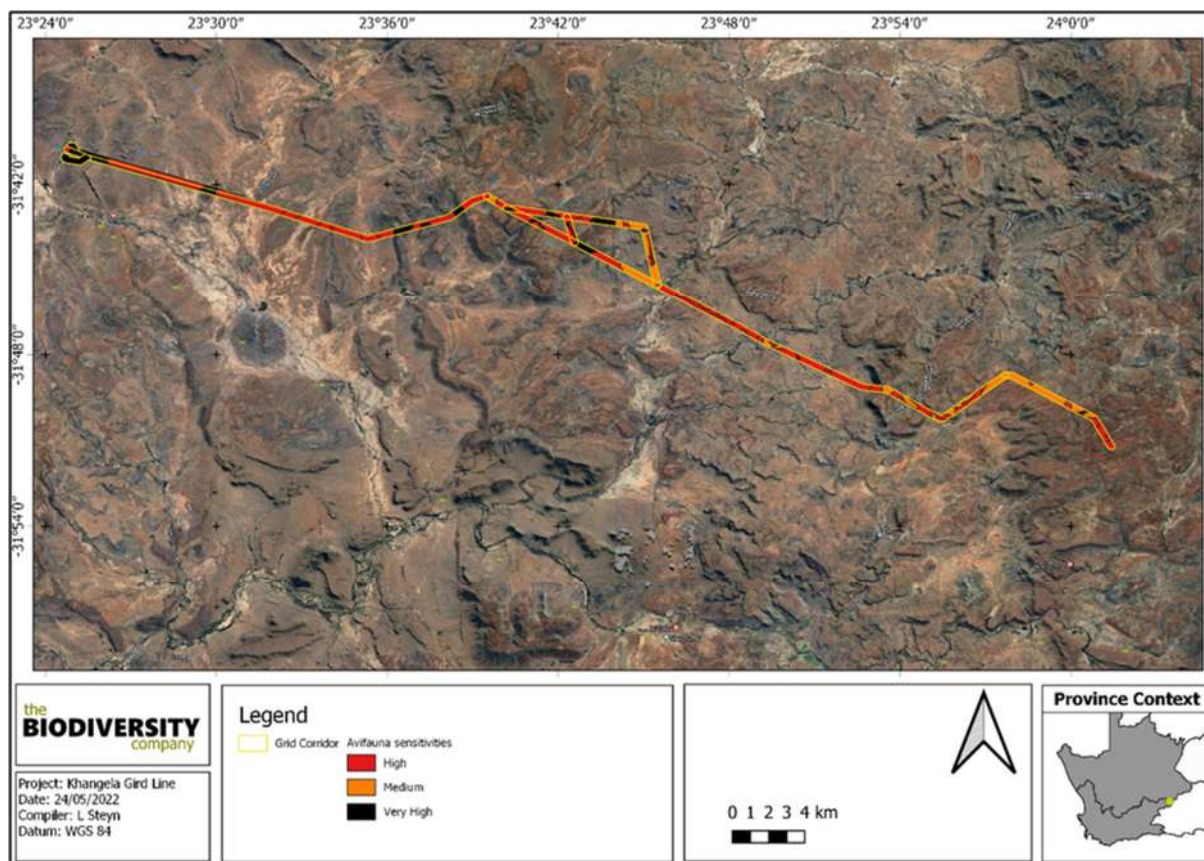 23°24'0" 23°30'0" 23°36'0" 23°42'0" 23°48'0" 23°54'0" 24°0'0"
-31°42'0"
-31°48'0"
-31°54'0"
the
BIODIVERSITY
company
Project: Khangela Gird Line
Date: 24/05/2022
Compiler: L Steyn
Datum: WGS 84
Legend
Grid Corridor
Avifauna sensitivities
High
Medium
Very High
0 1 2 3 4 km
Province Context